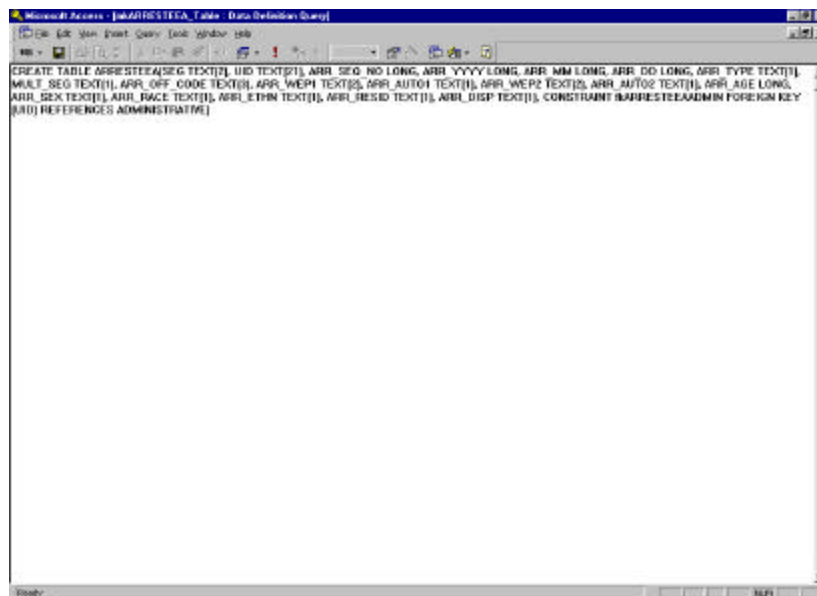 Microsoft Access - [mkARRESTEEA_Table : Data Definition Query]
File Edit View Insert Query Tools Window Help
CREATE TABLE ARRESTEEA(SEG TEXT(2), UID TEXT(21), ARR_SEQ_NO LONG, ARR_YYYY LONG, ARR_MM LONG, ARR_DD LONG, ARR_TYPE TEXT(1),
MULT_SEG TEXT(1), ARR_OFF_CODE TEXT(3), ARR_WEP1 TEXT(2), ARR_AUTO1 TEXT(1), ARR_WEP2 TEXT(2), ARR_AUTO2 TEXT(1), ARR_AGE LONG,
ARR_SEX TEXT(1), ARR_RACE TEXT(1), ARR_ETHN TEXT(1), ARR_RESID TEXT(1), ARR_DISP TEXT(1), CONSTRAINT fkARRESTEEAADMIN FOREIGN KEY
(UID) REFERENCES ADMINISTRATIVE)
Ready
NUM